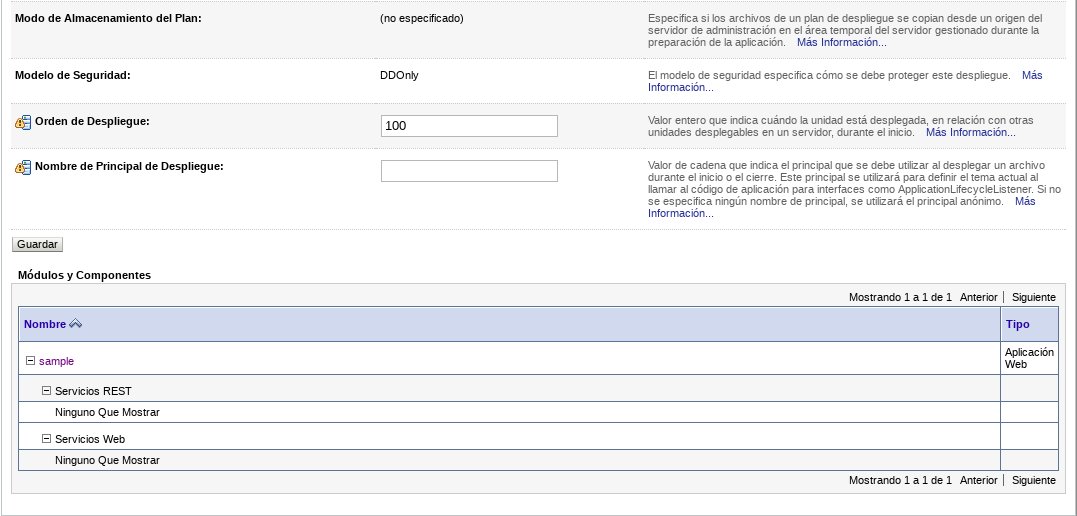 Modo de Almacenamiento del Plan:
(no especificado)
Especifica si los archivos de un plan de despliegue se copian desde un origen del
servidor de administración en el área temporal del servidor gestionado durante la
preparación de la aplicación. Más Información...
Modelo de Seguridad:
DDOnly
El modelo de seguridad especifica cómo se debe proteger este despliegue. Más
Información...
Orden de Despliegue:
100
Valor entero que indica cuándo la unidad está desplegada, en relación con otras
unidades desplegables en un servidor, durante el inicio. Más Información...
Nombre de Principal de Despliegue:
Valor de cadena que indica el principal que se debe utilizar al desplegar un archivo
durante el inicio o el cierre. Este principal se utilizará para definir el tema actual al
llamar al código de aplicación para interfaces como ApplicationLifecycleListener. Si no
se especifica ningún nombre de principal, se utilizará el principal anónimo. Más
Información...
Guardar
Módulos y Componentes
Mostrando 1 a 1 de 1 Anterior | Siguiente
Nombre
Tipo
sample
Aplicación
Web
Servicios REST
Ninguno Que Mostrar
Servicios Web
Ninguno Que Mostrar
Mostrando 1 a 1 de 1 Anterior | Siguiente